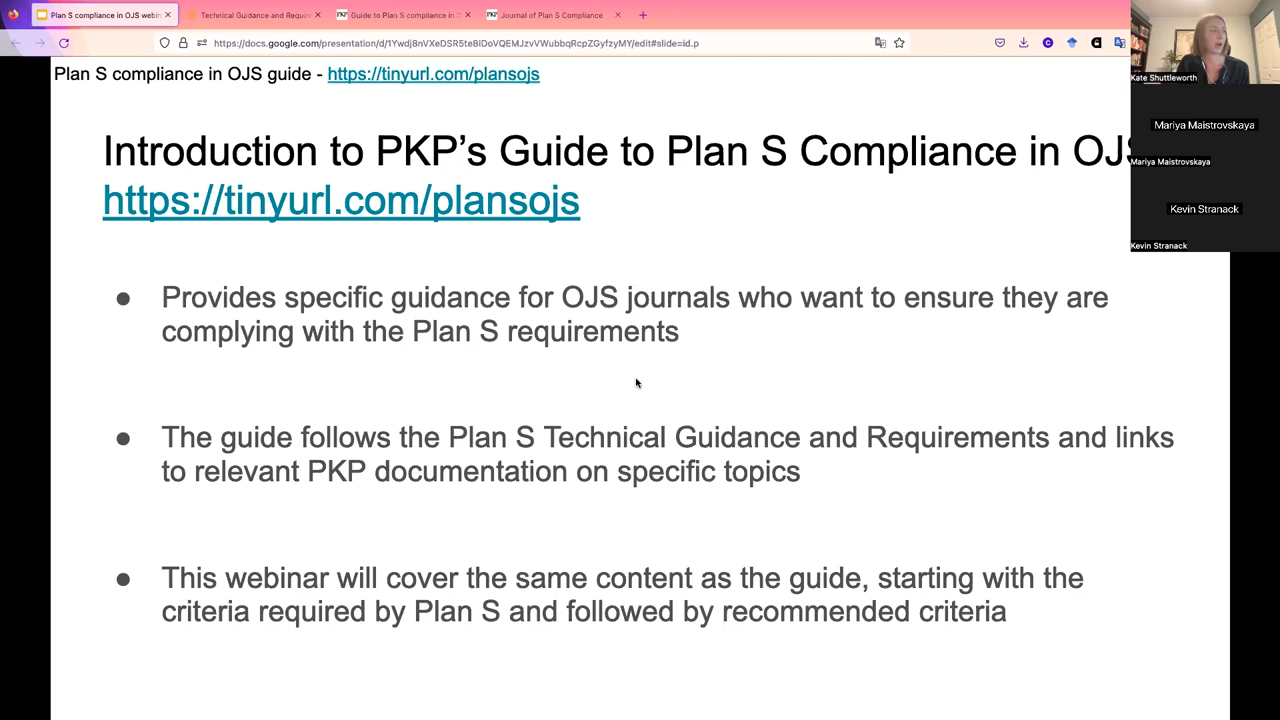 Plan S compliance in OJS webin
Technical Guidance and Require
PKP Guide to Plan S compliance in O
PKP Journal of Plan S Compliance
https://docs.google.com/presentation/d/1Ywdj8nVXeDSR5te8IDoVQEMJzvVWubbqRcpZGyfzyMY/edit#slide=id.p
Plan S compliance in OJS guide - https://tinyurl.com/plansojs
Kate Shuttleworth
Mariya Maistrovskaya
Mariya Maistrovskaya
Kevin Stranack
Kevin Stranack
Introduction to PKP's Guide to Plan S Compliance in OJS
https://tinyurl.com/plansojs
● Provides specific guidance for OJS journals who want to ensure they are
complying with the Plan S requirements
● The guide follows the Plan S Technical Guidance and Requirements and links
to relevant PKP documentation on specific topics
● This webinar will cover the same content as the guide, starting with the
criteria required by Plan S and followed by recommended criteria